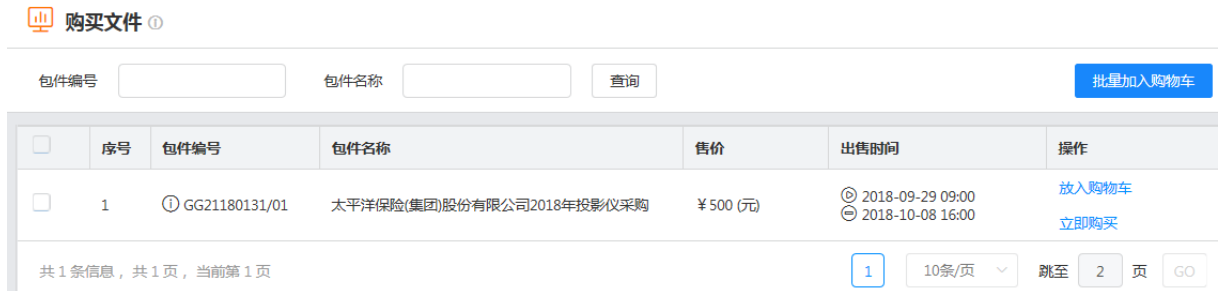 购买文件
包件编号 包件名称 查询 批量加入购物车
序号 包件编号 包件名称 售价 出售时间 操作
1 GG21180131/01 太平洋保险(集团)股份有限公司2018年投影仪采购 ¥500 (元) 2018-09-29 09:00 放入购物车
2018-10-08 16:00 立即购买
共1条信息，共1页，当前第1页 1 10条/页 跳至 2 页 GO